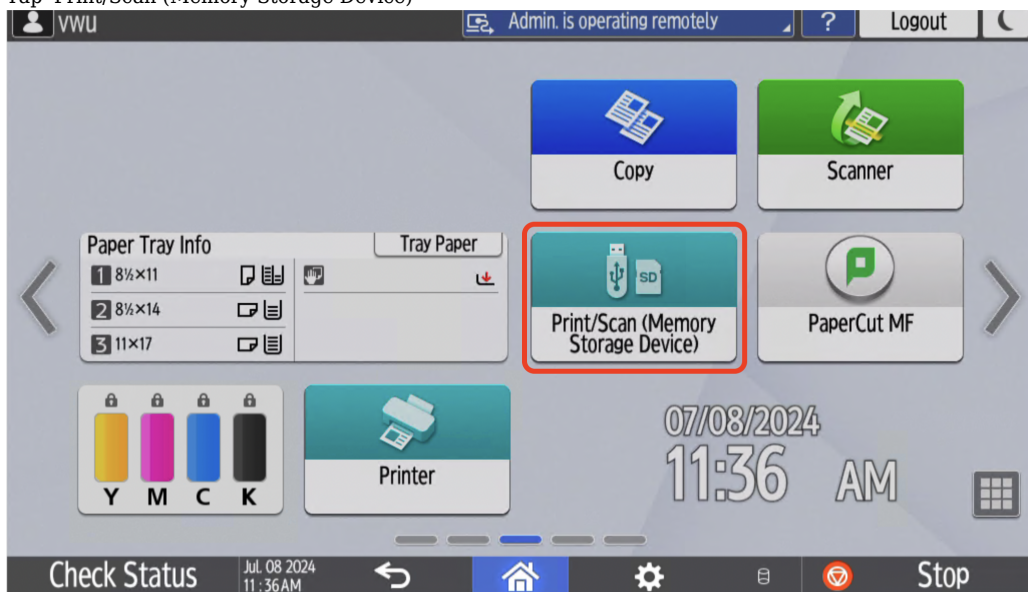 Tap "Print/Scan (Memory Storage Device)"
vwu
Admin. is operating remotely
?
Logout
Copy
Scanner
Paper Tray Info
Tray Paper
1 8½×11
2 8½×14
3 11×17
SD
Print/Scan (Memory
Storage Device)
PaperCut MF
Y M C K
Printer
07/08/2024
11:36 AM
Check Status
Jul. 08 2024
11:36AM
Stop